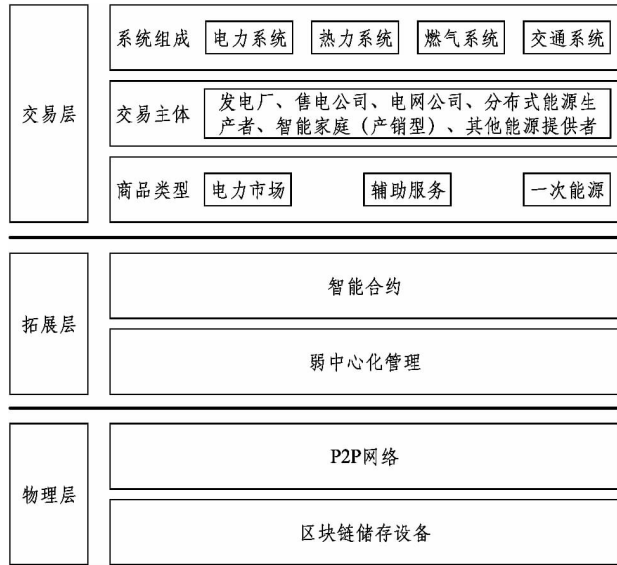 系统组成 电力系统 热力系统 燃气系统 交通系统
交易层
交易主体
发电厂、售电公司、电网公司、分布式能源生
产者、智能家庭（产销型）、其他能源提供者
商品类型 电力市场 辅助服务 一次能源
拓展层
智能合约
弱中心化管理
物理层
P2P网络
区块链储存设备